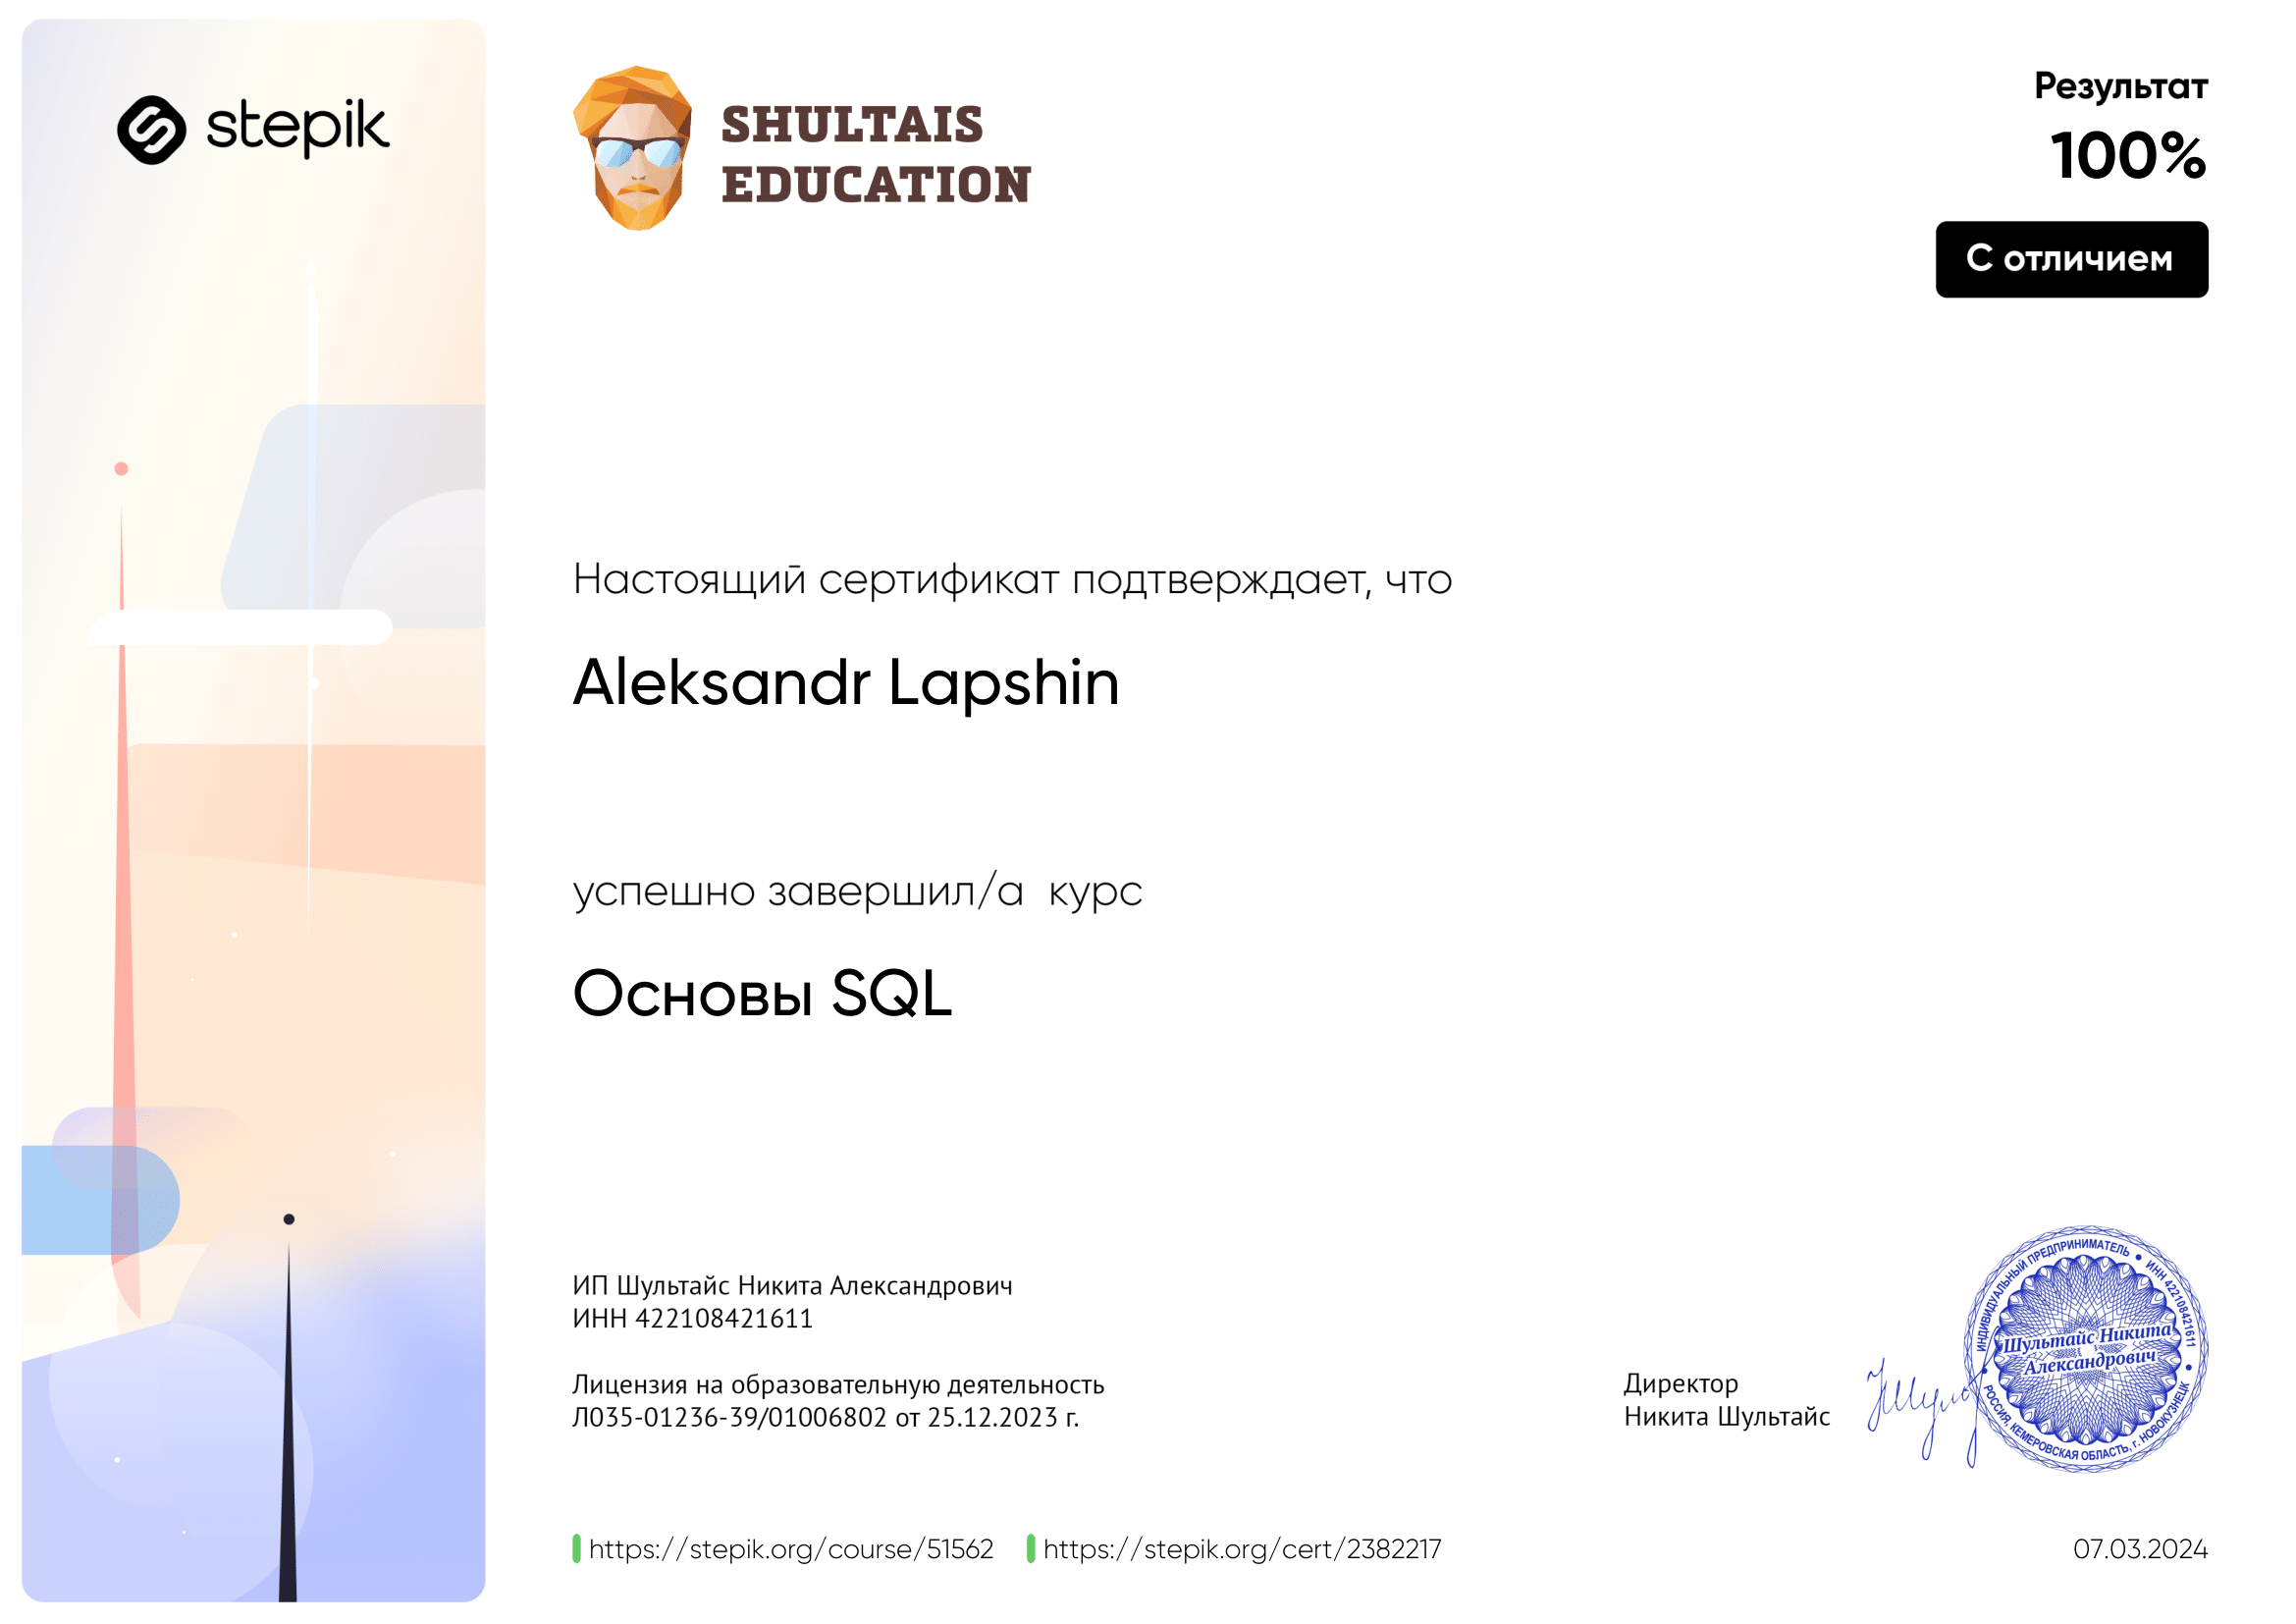 stepik
SHULTAIS
EDUCATION
Результат
100%
С отличием
Настоящий сертификат подтверждает, что
Aleksandr Lapshin
успешно завершил/а курс
Основы SQL
ИП Шультайс Никита Александрович
ИНН 422108421611
Лицензия на образовательную деятельность
Л035-01236-39/01006802 от 25.12.2023 г.
Директор
Никита Шультайс
ИНДИВИДУАЛЬНЫЙ ПРЕДПРИНИМАТЕЛЬ • ИНН 422108421611 •
РОССИЯ, КЕМЕРОВСКАЯ ОБЛАСТЬ, г. НОВОКУЗНЕЦК
Шультайс Никита
Александрович
https://stepik.org/course/51562 https://stepik.org/cert/2382217
07.03.2024